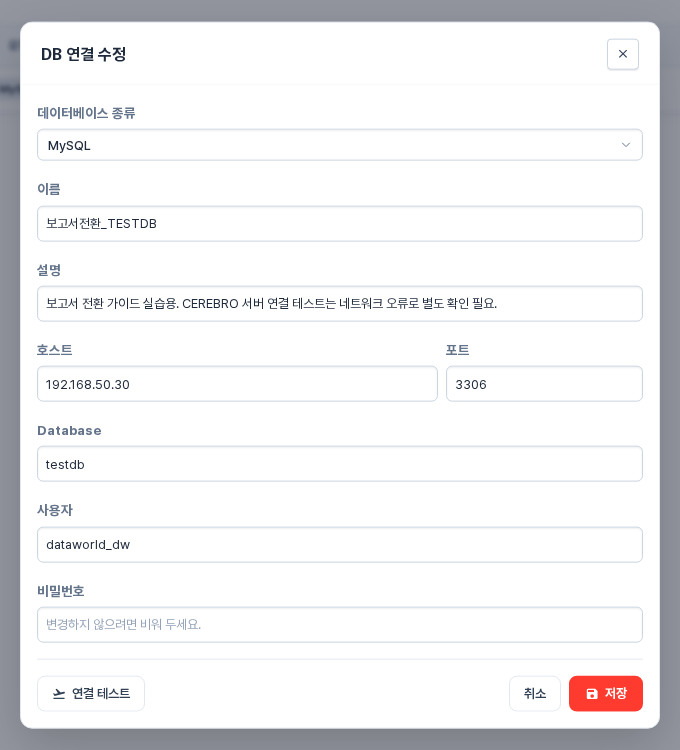 DB 연결 수정
데이터베이스 종류
MySQL
이름
보고서전환_TESTDB
설명
보고서 전환 가이드 실습용. CEREBRO 서버 연결 테스트는 네트워크 오류로 별도 확인 필요.
호스트
포트
192.168.50.30
3306
Database
testdb
사용자
dataworld_dw
비밀번호
변경하지 않으려면 비워 두세요.
연결 테스트
취소
저장